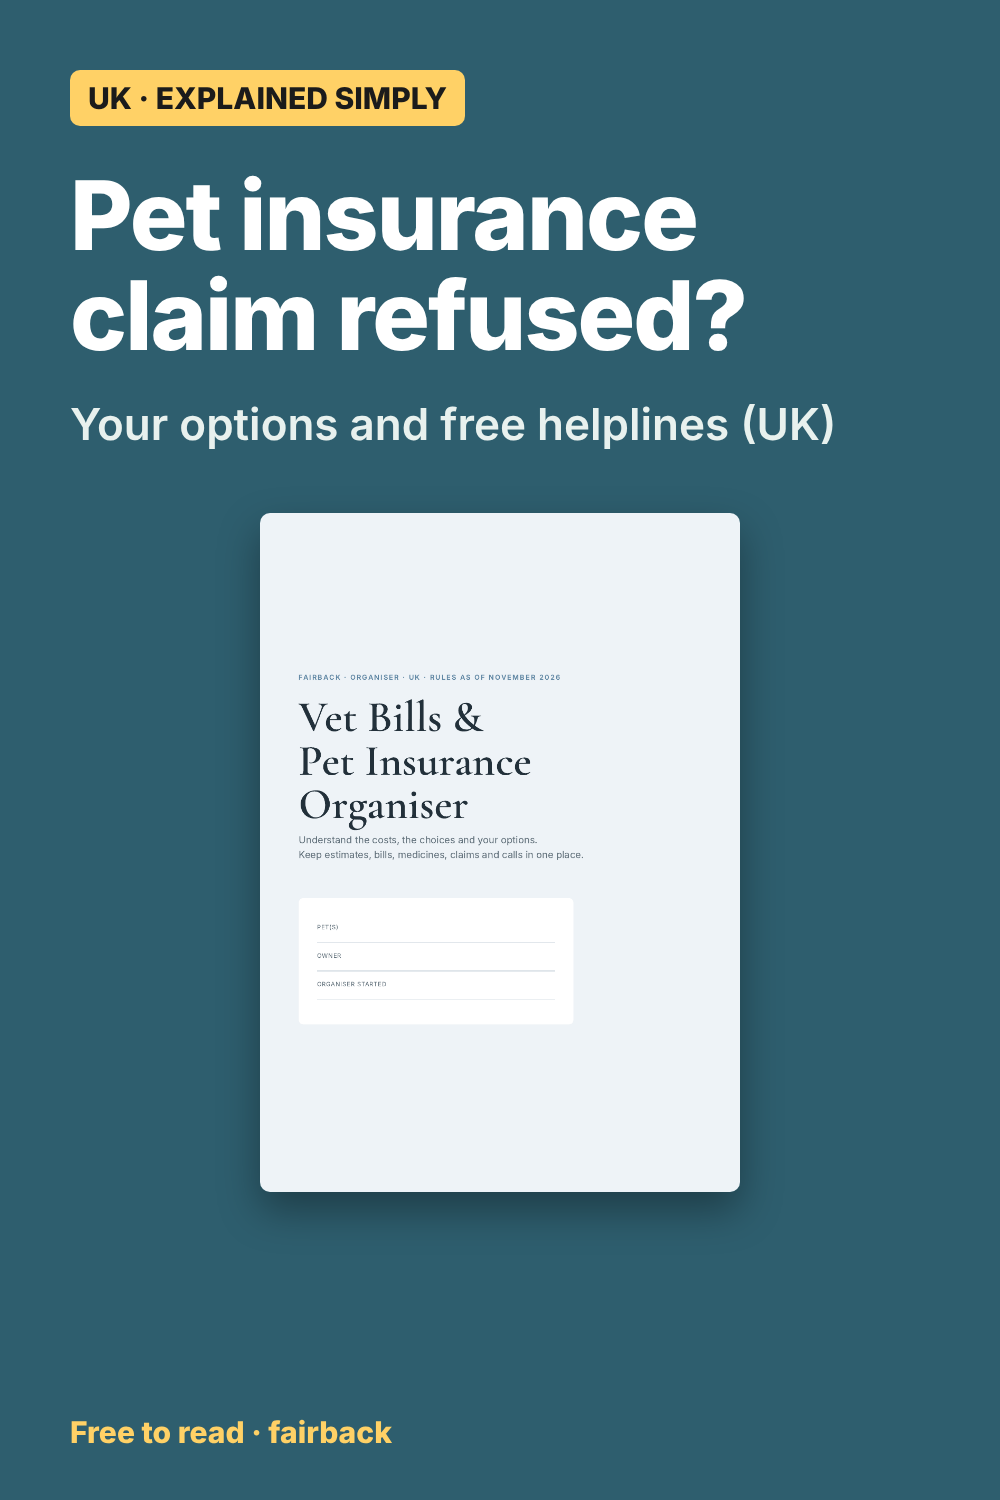 UK · EXPLAINED SIMPLY
Pet insurance
claim refused?
Your options and free helplines (UK)
FAIRBACK · ORGANISER · UK · RULES AS OF NOVEMBER 2026
Vet Bills &
Pet Insurance
Organiser
Understand the costs, the choices and your options.
Keep estimates, bills, medicines, claims and calls in one place.
PET(S)
OWNER
ORGANISER STARTED
Free to read · fairback